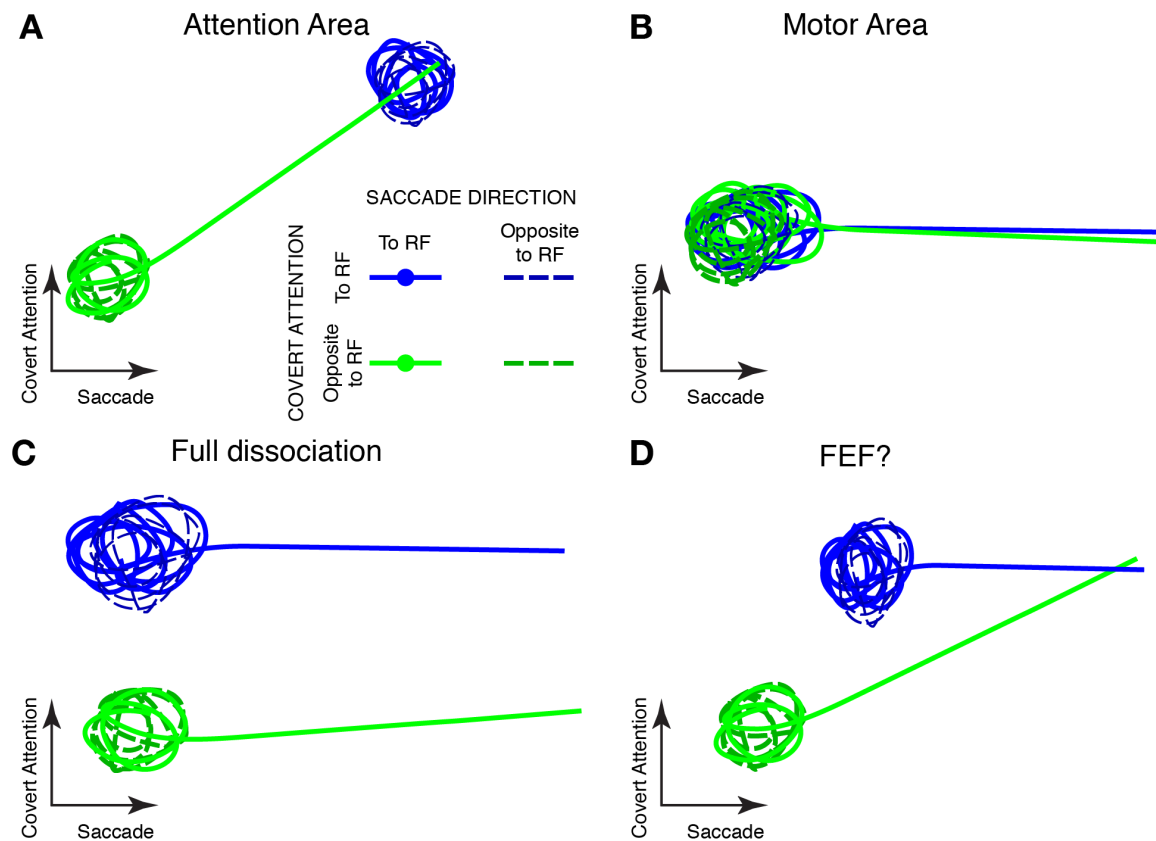 A
Attention Area
Covert Attention
Saccade
SACCADE DIRECTION
To RF
Opposite
to RF
COVERT ATTENTION
To RF
Opposite
to RF
B
Motor Area
Covert Attention
Saccade
C
Full dissociation
Covert Attention
Saccade
D
FEF?
Covert Attention
Saccade